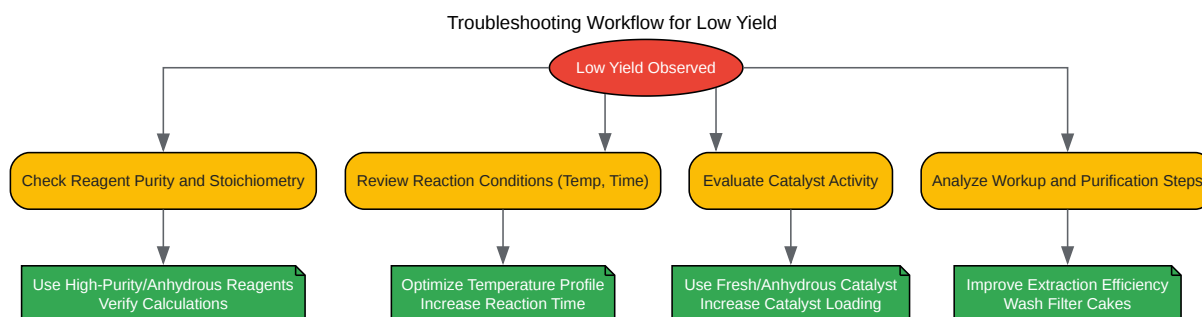 Troubleshooting Workflow for Low Yield
Low Yield Observed
Check Reagent Purity and Stoichiometry
Review Reaction Conditions (Temp, Time)
Evaluate Catalyst Activity
Analyze Workup and Purification Steps
Use High-Purity/Anhydrous Reagents
Verify Calculations
Optimize Temperature Profile
Increase Reaction Time
Use Fresh/Anhydrous Catalyst
Increase Catalyst Loading
Improve Extraction Efficiency
Wash Filter Cakes